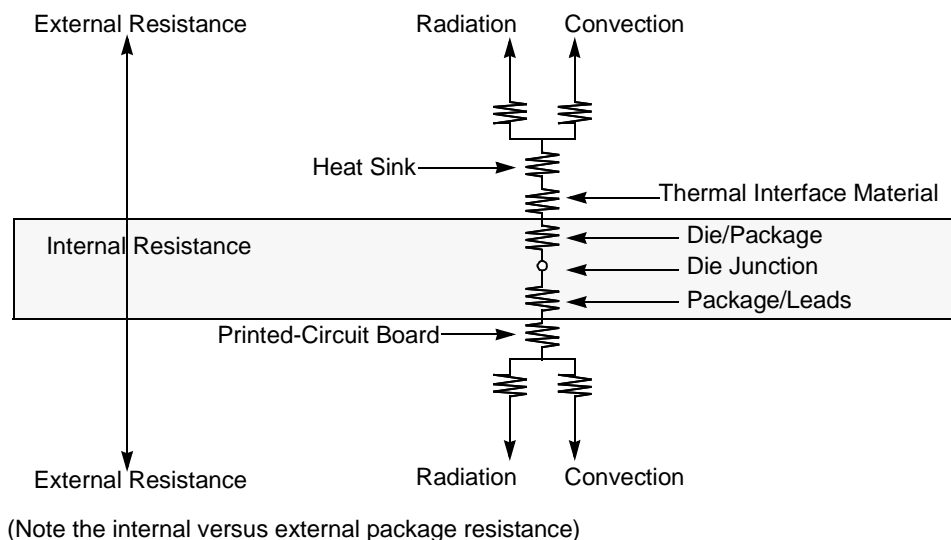 External Resistance
Radiation
Convection
Heat Sink
Thermal Interface Material
Internal Resistance
Die/Package
Die Junction
Package/Leads
Printed-Circuit Board
External Resistance
Radiation
Convection
(Note the internal versus external package resistance)